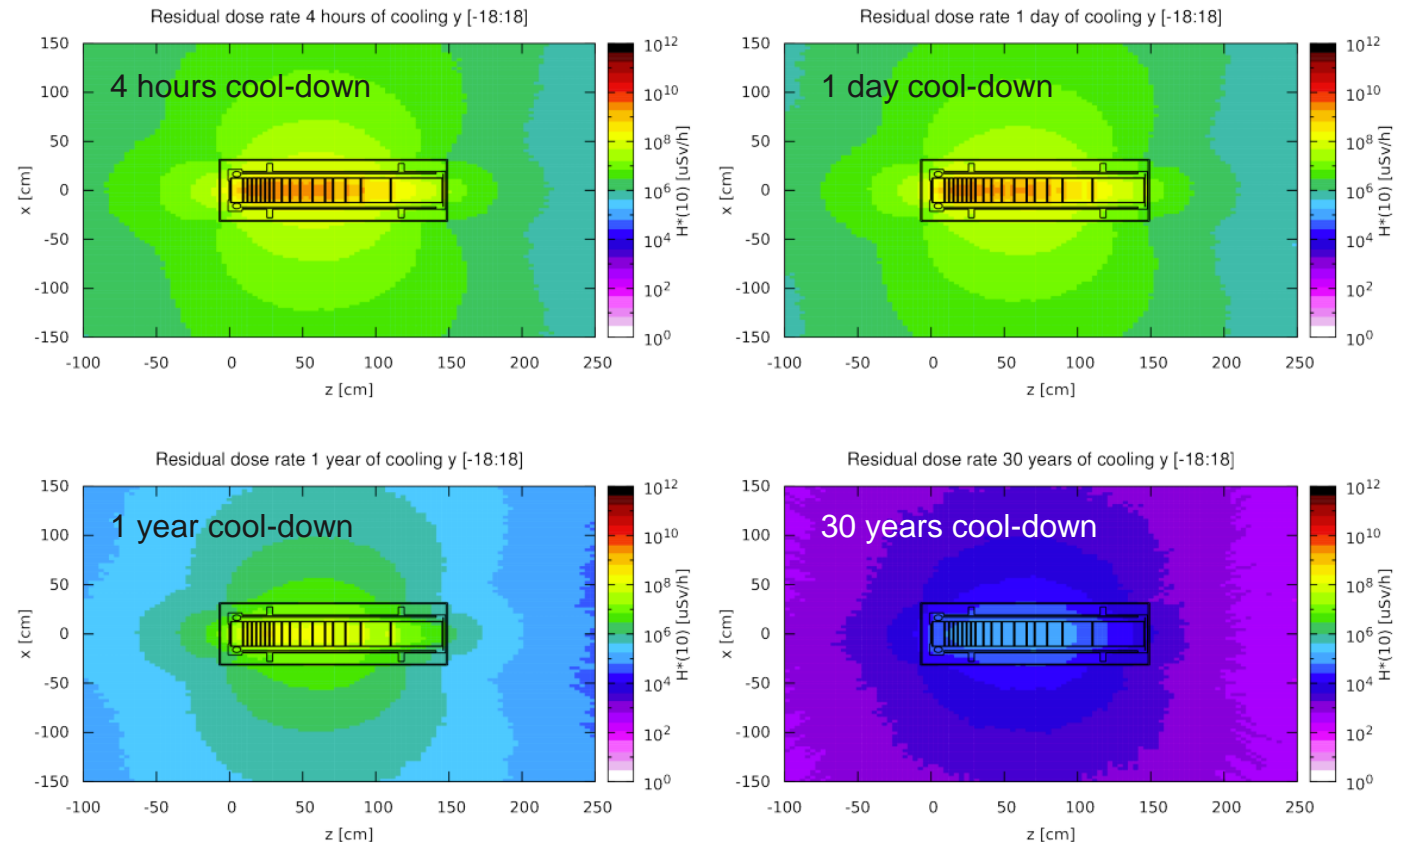 Residual dose rate 4 hours of cooling y [-18:18]
4 hours cool-down
150
100
50
0
-50
-100
-150
x [cm]
-100 -50 0 50 100 150 200 250
z [cm]
10^12
10^10
10^8
10^6
10^4
10^2
10^0
H*(10) [uSv/h]
Residual dose rate 1 day of cooling y [-18:18]
1 day cool-down
150
100
50
0
-50
-100
-150
x [cm]
-100 -50 0 50 100 150 200 250
z [cm]
10^12
10^10
10^8
10^6
10^4
10^2
10^0
H*(10) [uSv/h]
Residual dose rate 1 year of cooling y [-18:18]
1 year cool-down
150
100
50
0
-50
-100
-150
x [cm]
-100 -50 0 50 100 150 200 250
z [cm]
10^12
10^10
10^8
10^6
10^4
10^2
10^0
H*(10) [uSv/h]
Residual dose rate 30 years of cooling y [-18:18]
30 years cool-down
150
100
50
0
-50
-100
-150
x [cm]
-100 -50 0 50 100 150 200 250
z [cm]
10^12
10^10
10^8
10^6
10^4
10^2
10^0
H*(10) [uSv/h]